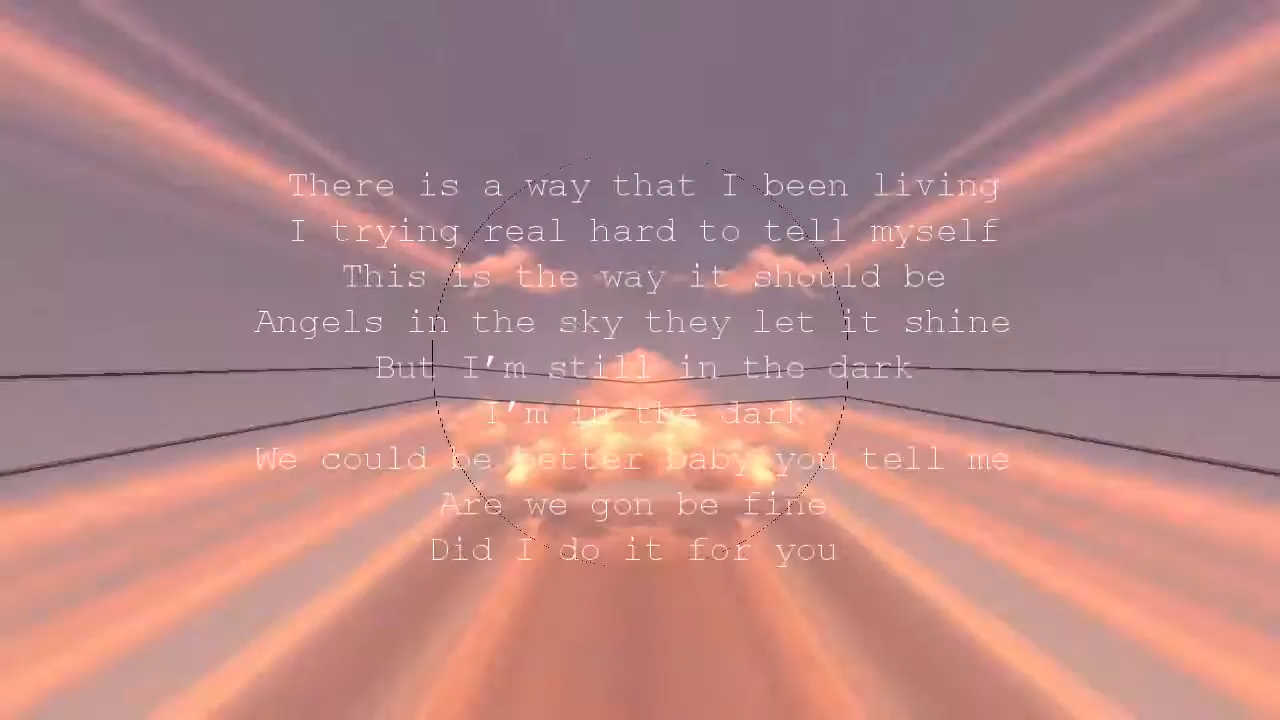 There is a way that I been living
I trying real hard to tell myself
This is the way it should be
Angels in the sky they let it shine
But I'm still in the dark
I'm in the dark
We could be better baby you tell me
Are we gon be fine
Did I do it for you